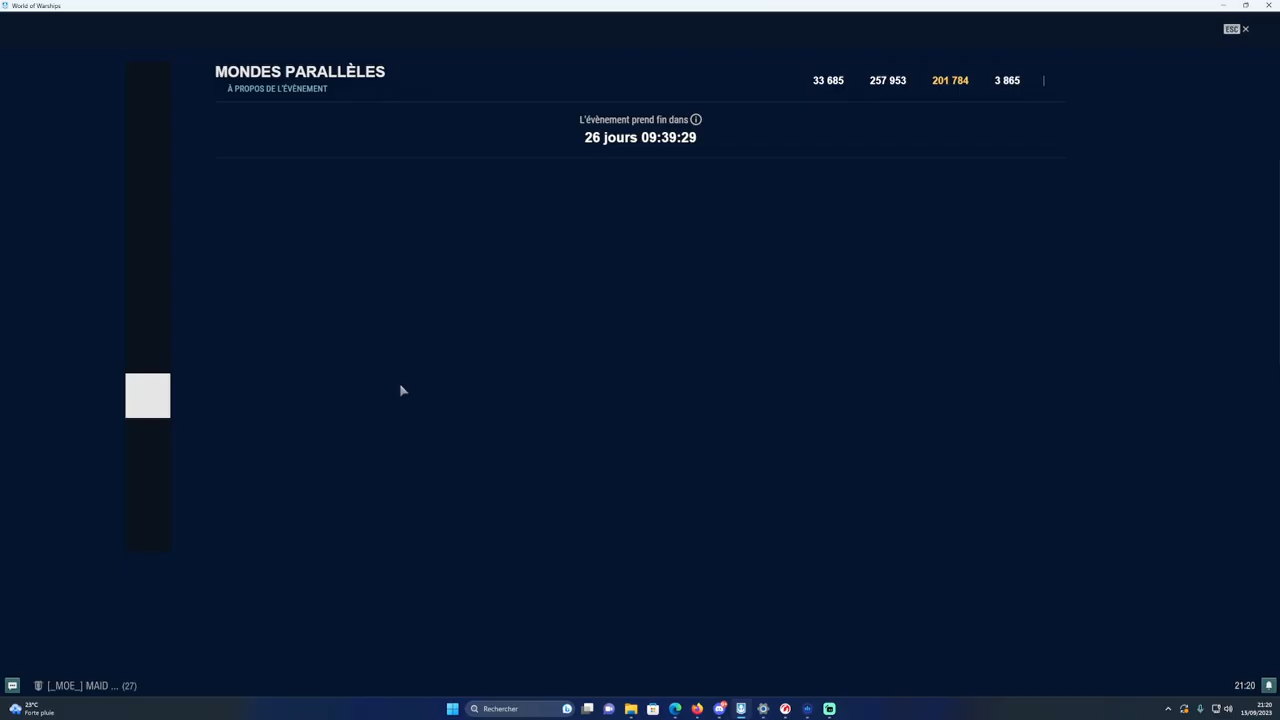 World of Warships
ESC
MONDES PARALLÈLES
À PROPOS DE L'ÉVÈNEMENT
33 685 257 953 201 784 3 865
L'évènement prend fin dans
26 jours 09:39:29
[_MOE_] MAID ... (27)
21:20
23°C
Forte pluie
Rechercher
21:20
15/09/2023